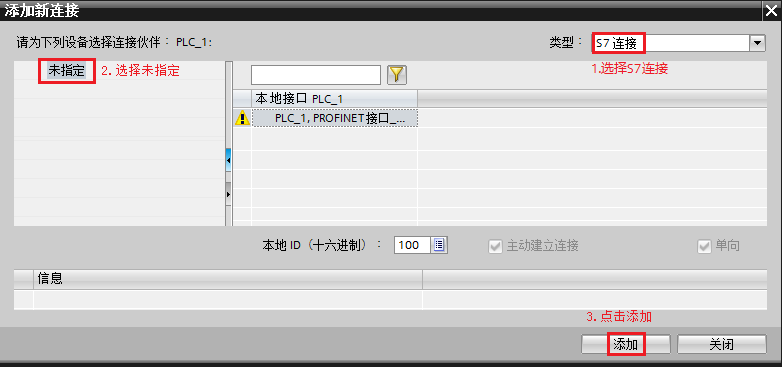 添加新连接
请为下列设备选择连接伙伴： PLC_1:
类型： S7 连接
未指定 2. 选择未指定
1.选择S7连接
本地接口 PLC_1
PLC_1, PROFINET接口_...
本地 ID（十六进制）： 100 主动建立连接 单向
信息
3. 点击添加
添加 关闭